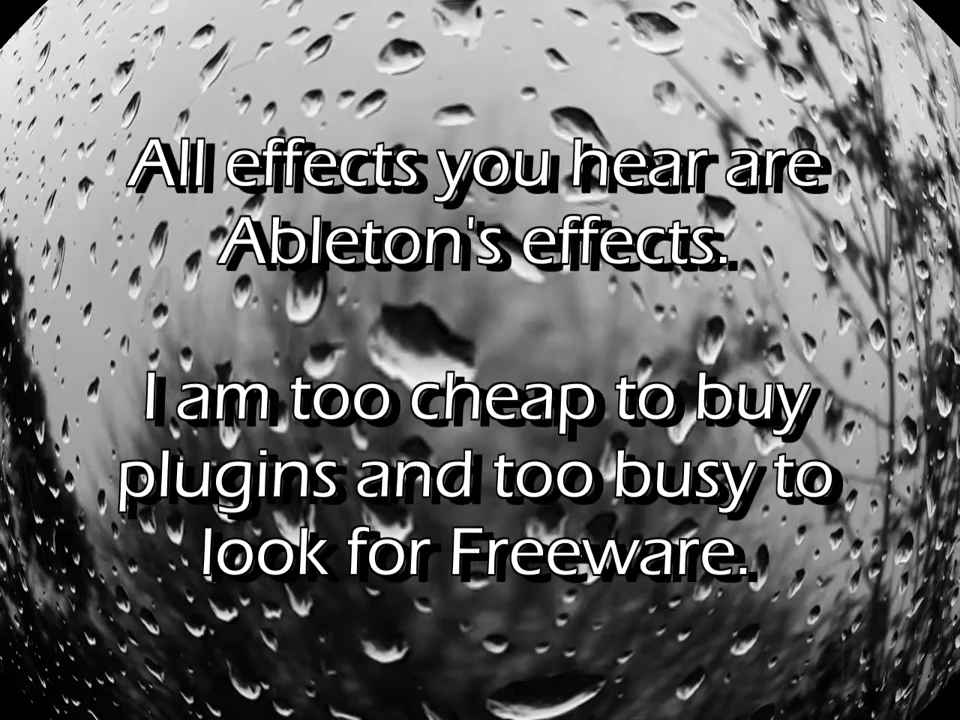 All effects you hear are
Ableton's effects.
I am too cheap to buy
plugins and too busy to
look for Freeware.